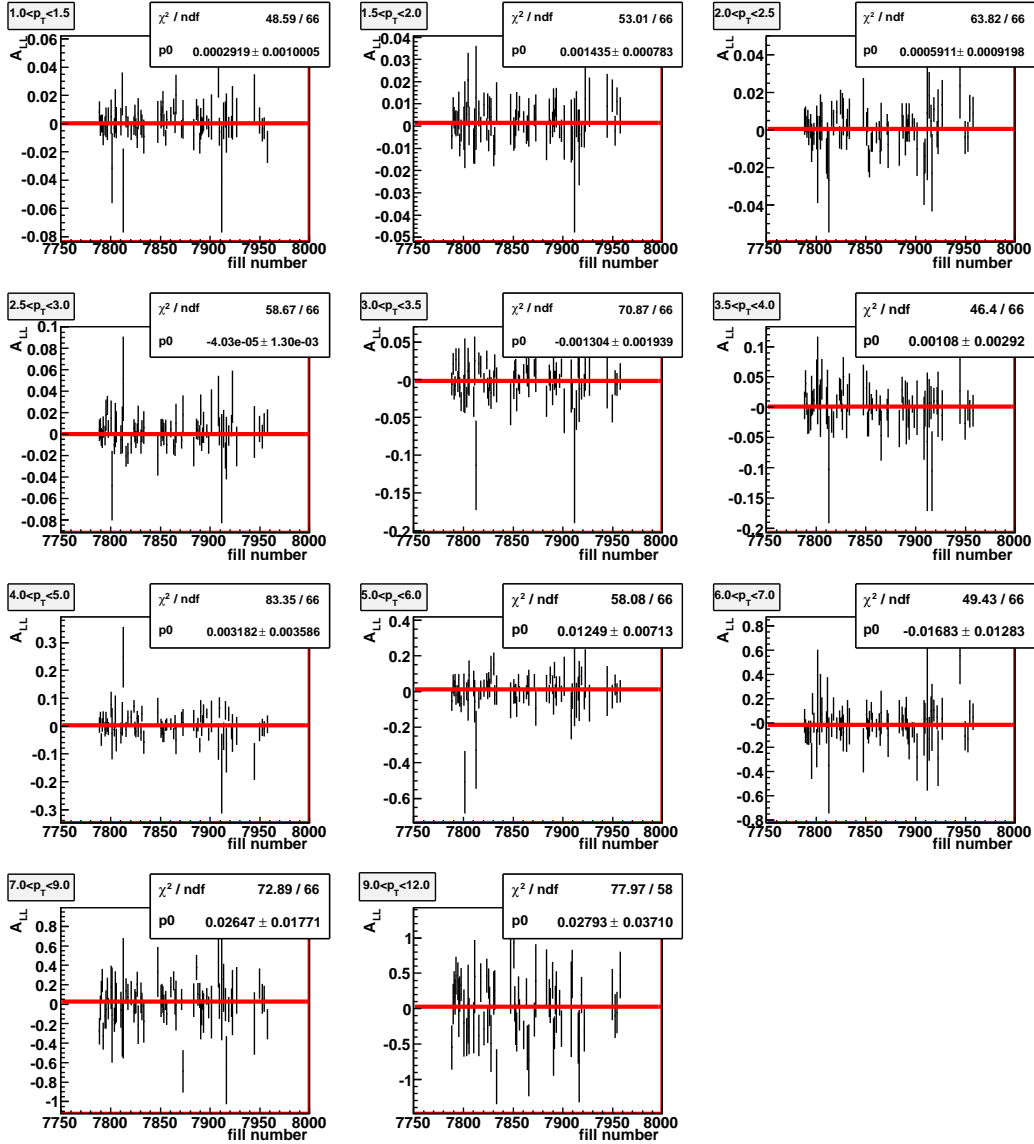 1.0<p_T<1.5
χ² / ndf 48.59 / 66
p0 0.0002919 ± 0.0010005
A_LL
0.06
0.04
0.02
0
-0.02
-0.04
-0.06
-0.08
7750 7800 7850 7900 7950 8000
fill number
1.5<p_T<2.0
χ² / ndf 53.01 / 66
p0 0.001435 ± 0.000783
A_LL
0.04
0.03
0.02
0.01
0
-0.01
-0.02
-0.03
-0.04
-0.05
7750 7800 7850 7900 7950 8000
fill number
2.0<p_T<2.5
χ² / ndf 63.82 / 66
p0 0.0005911 ± 0.0009198
A_LL
0.04
0.02
0
-0.02
-0.04
7750 7800 7850 7900 7950 8000
fill number
2.5<p_T<3.0
χ² / ndf 58.67 / 66
p0 -4.03e-05 ± 1.30e-03
A_LL
0.1
0.08
0.06
0.04
0.02
0
-0.02
-0.04
-0.06
-0.08
7750 7800 7850 7900 7950 8000
fill number
3.0<p_T<3.5
χ² / ndf 70.87 / 66
p0 -0.001304 ± 0.001939
A_LL
0.05
-0
-0.05
-0.1
-0.15
-0.2
7750 7800 7850 7900 7950 8000
fill number
3.5<p_T<4.0
χ² / ndf 46.4 / 66
p0 0.00108 ± 0.00292
A_LL
0.1
0.05
-0
-0.05
-0.1
-0.15
-0.2
7750 7800 7850 7900 7950 8000
fill number
4.0<p_T<5.0
χ² / ndf 83.35 / 66
p0 0.003182 ± 0.003586
A_LL
0.3
0.2
0.1
0
-0.1
-0.2
-0.3
7750 7800 7850 7900 7950 8000
fill number
5.0<p_T<6.0
χ² / ndf 58.08 / 66
p0 0.01249 ± 0.00713
A_LL
0.4
0.2
0
-0.2
-0.4
-0.6
7750 7800 7850 7900 7950 8000
fill number
6.0<p_T<7.0
χ² / ndf 49.43 / 66
p0 -0.01683 ± 0.01283
A_LL
0.8
0.6
0.4
0.2
-0
-0.2
-0.4
-0.6
-0.8
7750 7800 7850 7900 7950 8000
fill number
7.0<p_T<9.0
χ² / ndf 72.89 / 66
p0 0.02647 ± 0.01771
A_LL
0.8
0.6
0.4
0.2
0
-0.2
-0.4
-0.6
-0.8
-1
7750 7800 7850 7900 7950 8000
fill number
9.0<p_T<12.0
χ² / ndf 77.97 / 58
p0 0.02793 ± 0.03710
A_LL
1
0.5
0
-0.5
-1
7750 7800 7850 7900 7950 8000
fill number